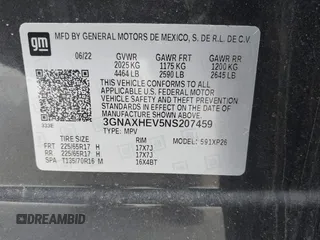 gm
MFD BY GENERAL MOTORS DE MEXICO, S. DE R.L. DE C.V.
06/22 GVWR GAWR FRT GAWR RR
2025 KG 1175 KG 1200 KG
4464 LB 2590 LB 2645 LB
THIS VEHICLE CONFORMS TO ALL
APPLICABLE U.S. FEDERAL MOTOR
VEHICLE SAFETY, BUMPER, AND THEFT
PREVENTION STANDARDS IN EFFECT ON
THE DATE OF MANUFACTURE SHOWN ABOVE.
3GNAXHEV5NS207459
TYPE: MPV
TIRE SIZE RIM MODEL: 591XP26
FRT 225/65R17 H 17X7J
RR 225/65R17 H 17X7J
SPA T135/70R16 M 16X4BT
IDREAMBID.COM